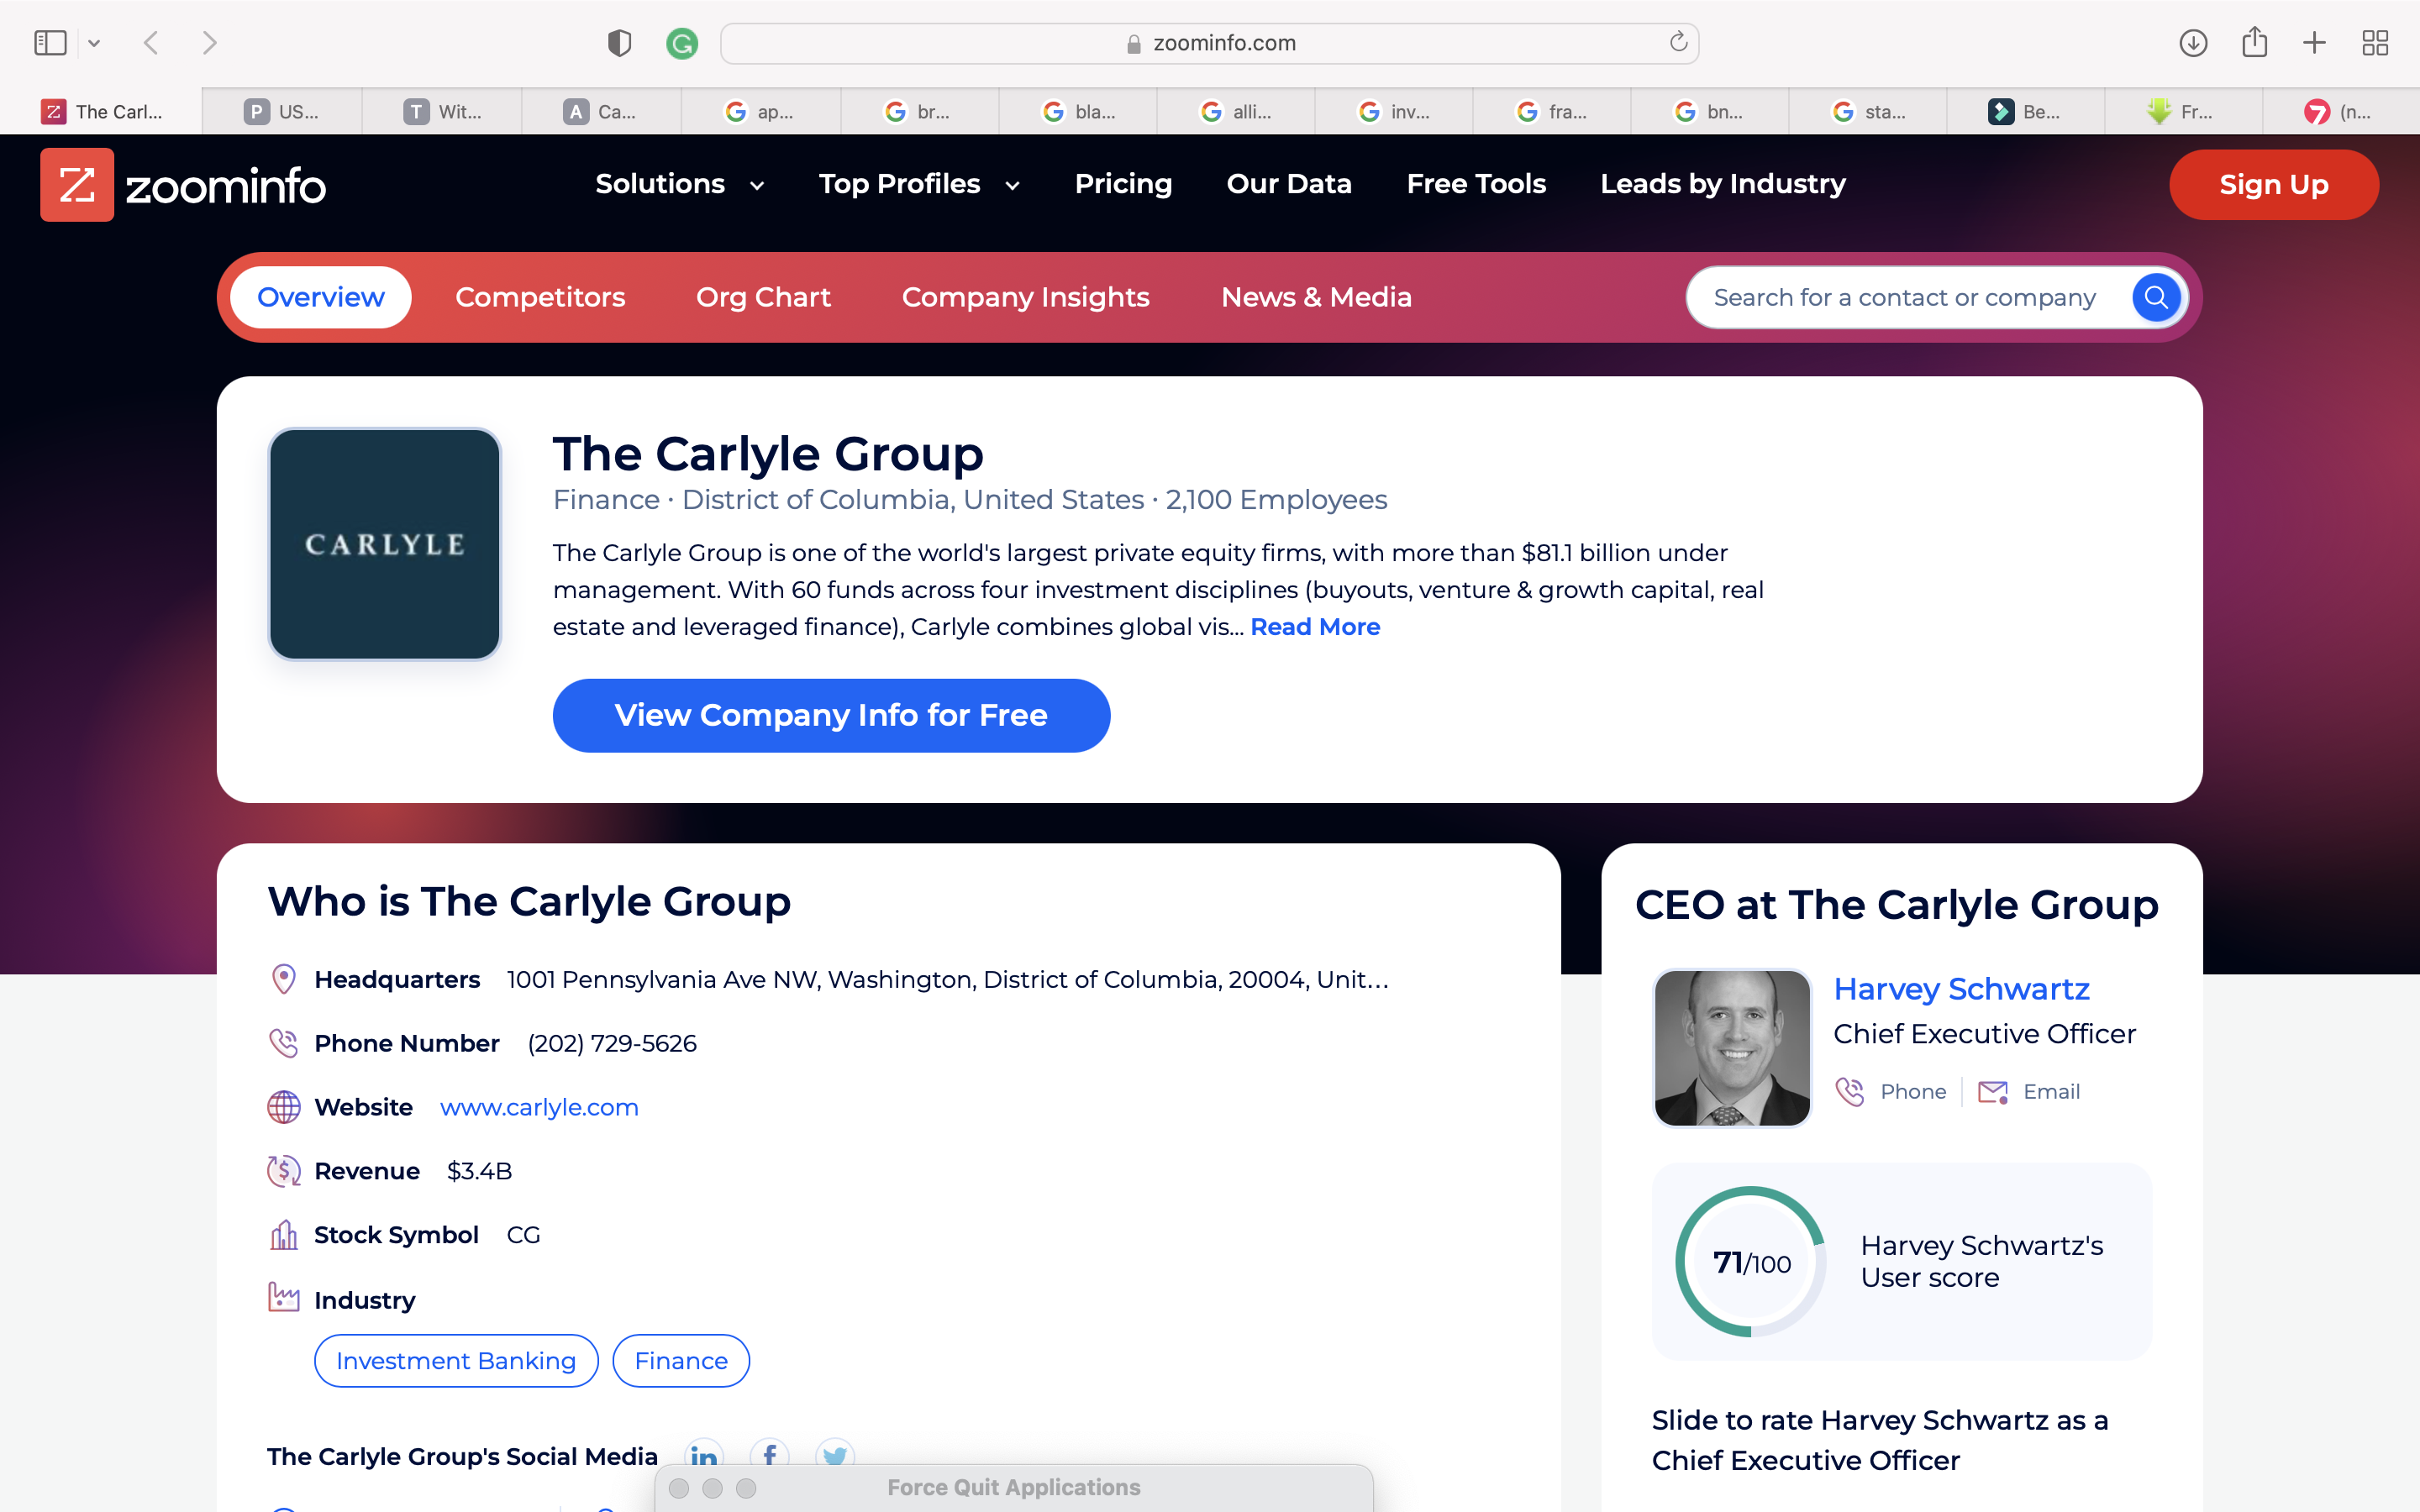 zoominfo.com
The Carl...
P US...
T Wit...
A Ca...
ap...
br...
bla...
alli...
inv...
fra...
bn...
sta...
Be...
Fr...
(n...
zoominfo
Solutions
Top Profiles
Pricing
Our Data
Free Tools
Leads by Industry
Sign Up
Overview
Competitors
Org Chart
Company Insights
News & Media
Search for a contact or company
CARLYLE
The Carlyle Group
Finance · District of Columbia, United States · 2,100 Employees
The Carlyle Group is one of the world's largest private equity firms, with more than $81.1 billion under
management. With 60 funds across four investment disciplines (buyouts, venture & growth capital, real
estate and leveraged finance), Carlyle combines global vis... Read More
View Company Info for Free
Who is The Carlyle Group
Headquarters 1001 Pennsylvania Ave NW, Washington, District of Columbia, 20004, Unit...
Phone Number (202) 729-5626
Website www.carlyle.com
Revenue $3.4B
Stock Symbol CG
Industry
Investment Banking
Finance
The Carlyle Group's Social Media
CEO at The Carlyle Group
Harvey Schwartz
Chief Executive Officer
Phone
Email
71/100
Harvey Schwartz's
User score
Slide to rate Harvey Schwartz as a
Chief Executive Officer
Force Quit Applications